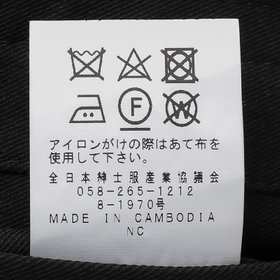 P
F
W
アイロンがけの際はあて布を
使用して下さい。
全日本紳士服産業協議会
058-265-1212
8-1970号
MADE IN CAMBODIA
NC